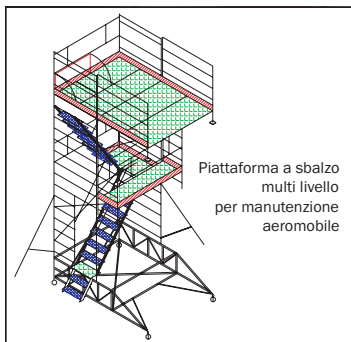 Piattaforma a sbalzo
multi livello
per manutenzione
aeromobile